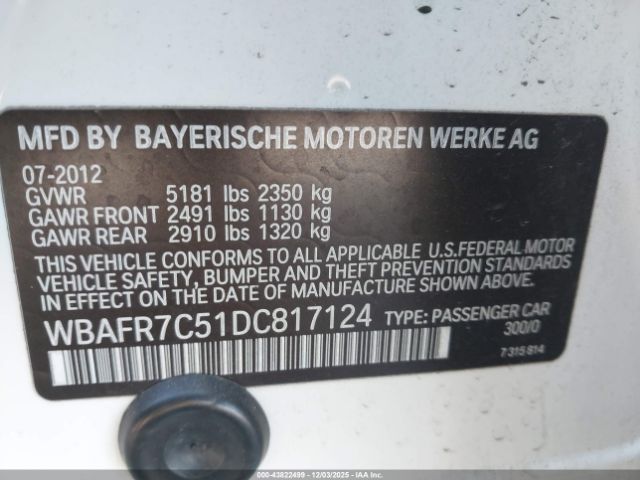 MFD BY BAYERISCHE MOTOREN WERKE AG
07-2012
GVWR 5181 lbs 2350 kg
GAWR FRONT 2491 lbs 1130 kg
GAWR REAR 2910 lbs 1320 kg
THIS VEHICLE CONFORMS TO ALL APPLICABLE U.S.FEDERAL MOTOR
VEHICLE SAFETY, BUMPER AND THEFT PREVENTION STANDARDS
IN EFFECT ON THE DATE OF MANUFACTURE SHOWN ABOVE.
WBAFR7C51DC817124 TYPE: PASSENGER CAR
300/0
7 315 814
000-43822499 - 12/03/2025 - IAA Inc.